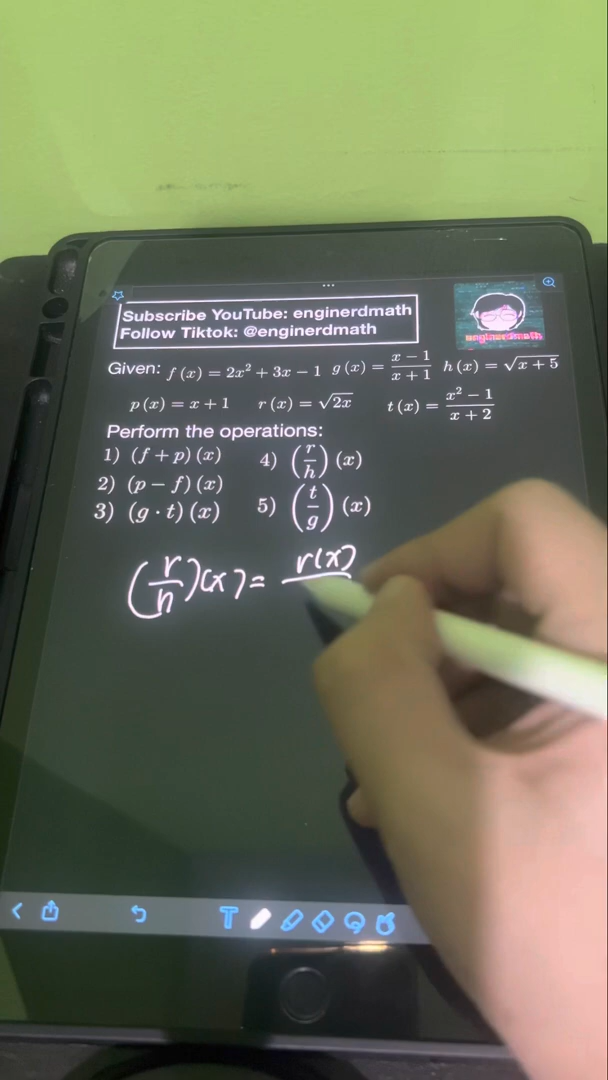 Subscribe YouTube: enginerdmath
Follow Tiktok: @enginerdmath
enginerdmath
Given: f(x) = 2x² + 3x − 1 g(x) = (x − 1)/(x + 1) h(x) = √(x + 5)
p(x) = x + 1 r(x) = √(2x) t(x) = (x² − 1)/(x + 2)
Perform the operations:
1) (f + p)(x) 4) (r/h)(x)
2) (p − f)(x)
3) (g · t)(x) 5) (t/g)(x)
(r/h)(x) = r(x)
T